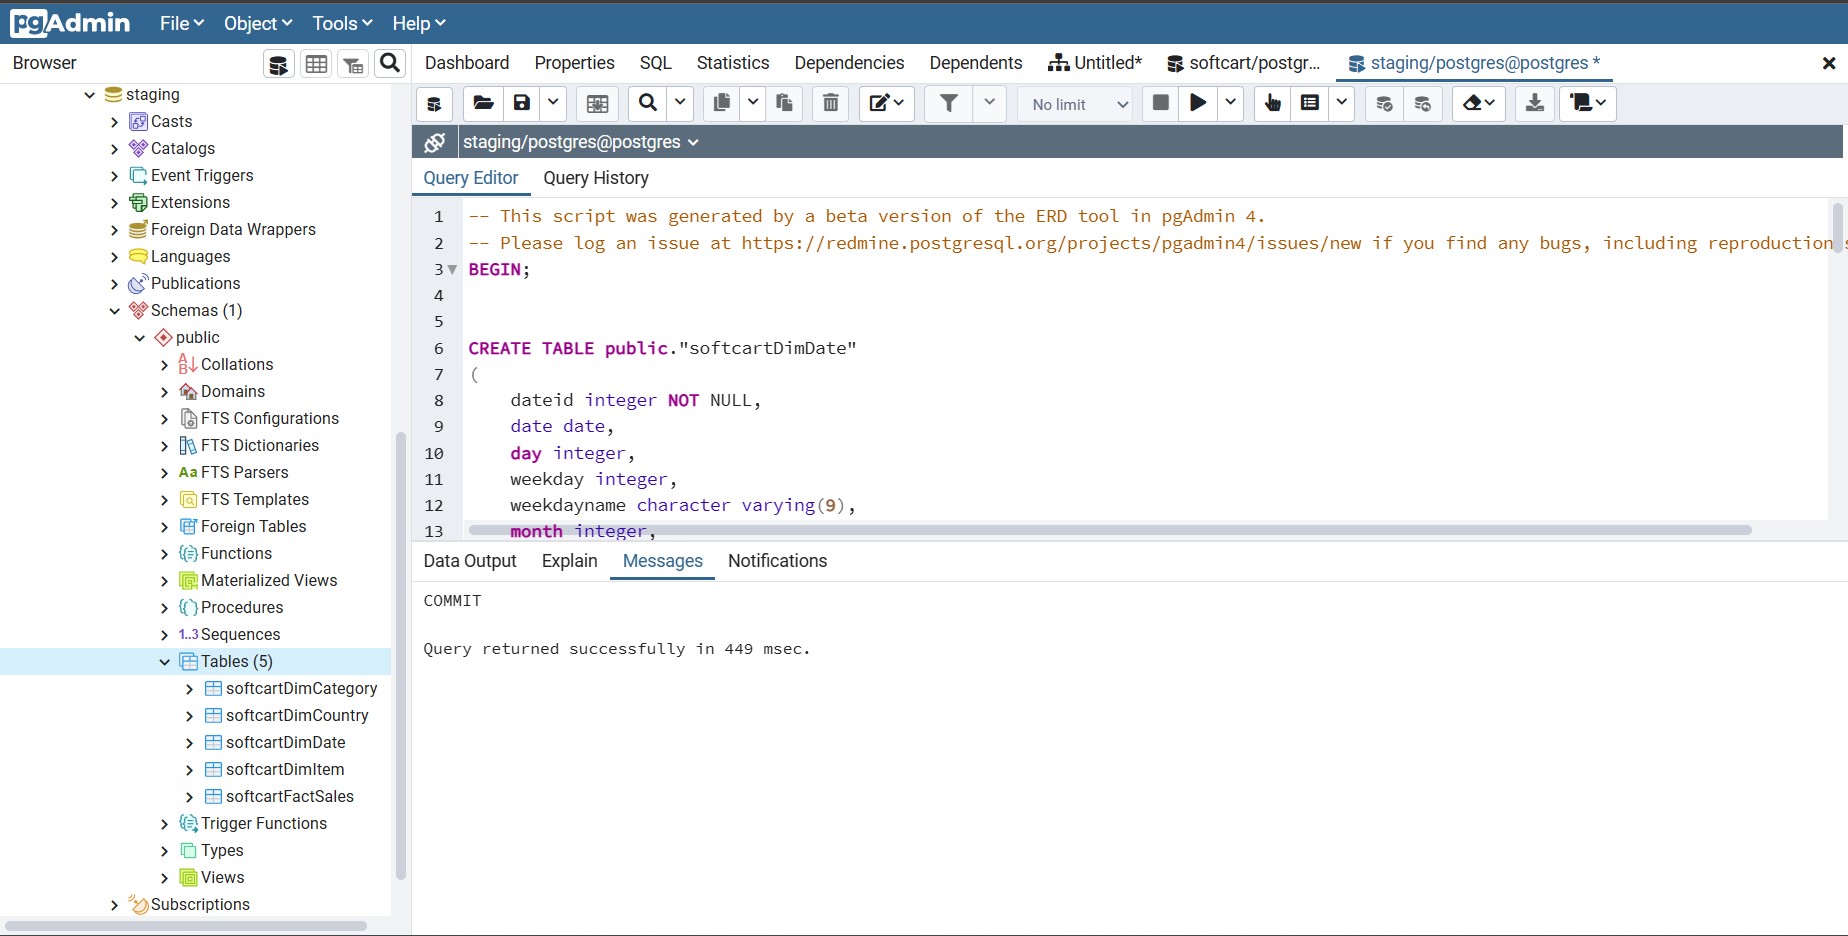 pgAdmin File Object Tools Help
Browser
Dashboard Properties SQL Statistics Dependencies Dependents Untitled* softcart/postgr... staging/postgres@postgres *
staging
Casts
Catalogs
Event Triggers
Extensions
Foreign Data Wrappers
Languages
Publications
Schemas (1)
public
Collations
Domains
FTS Configurations
FTS Dictionaries
Aa FTS Parsers
FTS Templates
Foreign Tables
Functions
Materialized Views
Procedures
1..3 Sequences
Tables (5)
softcartDimCategory
softcartDimCountry
softcartDimDate
softcartDimItem
softcartFactSales
Trigger Functions
Types
Views
Subscriptions
No limit
staging/postgres@postgres
Query Editor Query History
1 -- This script was generated by a beta version of the ERD tool in pgAdmin 4.
2 -- Please log an issue at https://redmine.postgresql.org/projects/pgadmin4/issues/new if you find any bugs, including reproduction
3 BEGIN;
4
5
6 CREATE TABLE public."softcartDimDate"
7 (
8 dateid integer NOT NULL,
9 date date,
10 day integer,
11 weekday integer,
12 weekdayname character varying(9),
13 month integer,
Data Output Explain Messages Notifications
COMMIT
Query returned successfully in 449 msec.